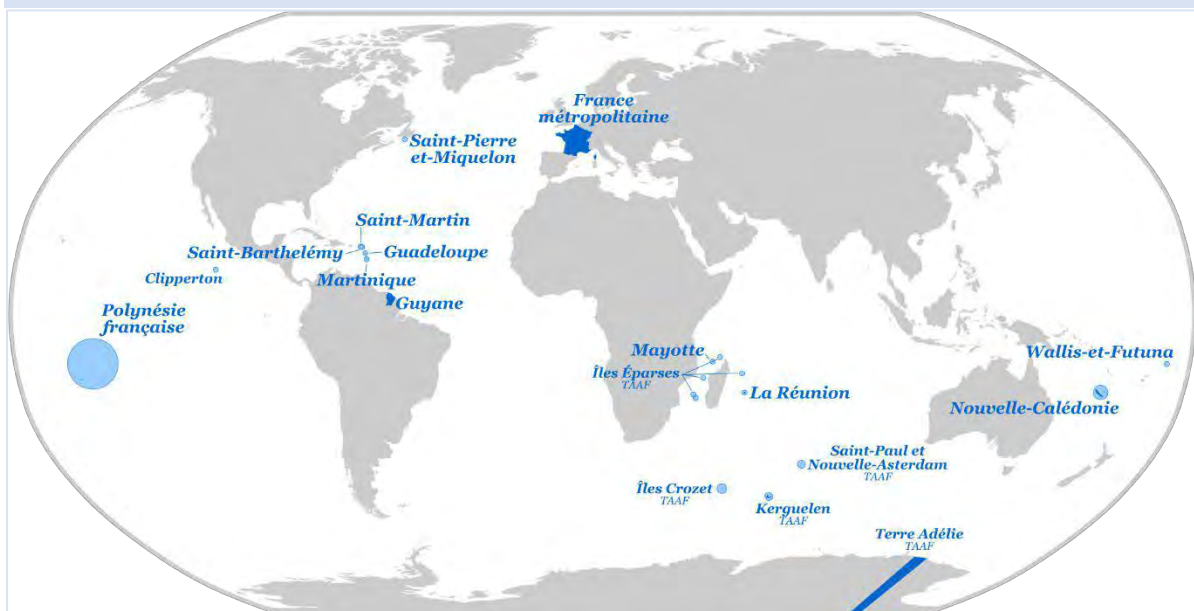 France
métropolitaine
Saint-Pierre
et-Miquelon
Saint-Martin
Saint-Barthelémy
Guadeloupe
Clipperton
Martinique
Guyane
Polynésie
française
Mayotte
Îles Éparses
TAAF
La Réunion
Wallis-et-Futuna
Nouvelle-Calédonie
Saint-Paul et
Nouvelle-Asterdam
TAAF
Îles Crozet
TAAF
Kerguelen
TAAF
Terre Adélie
TAAF